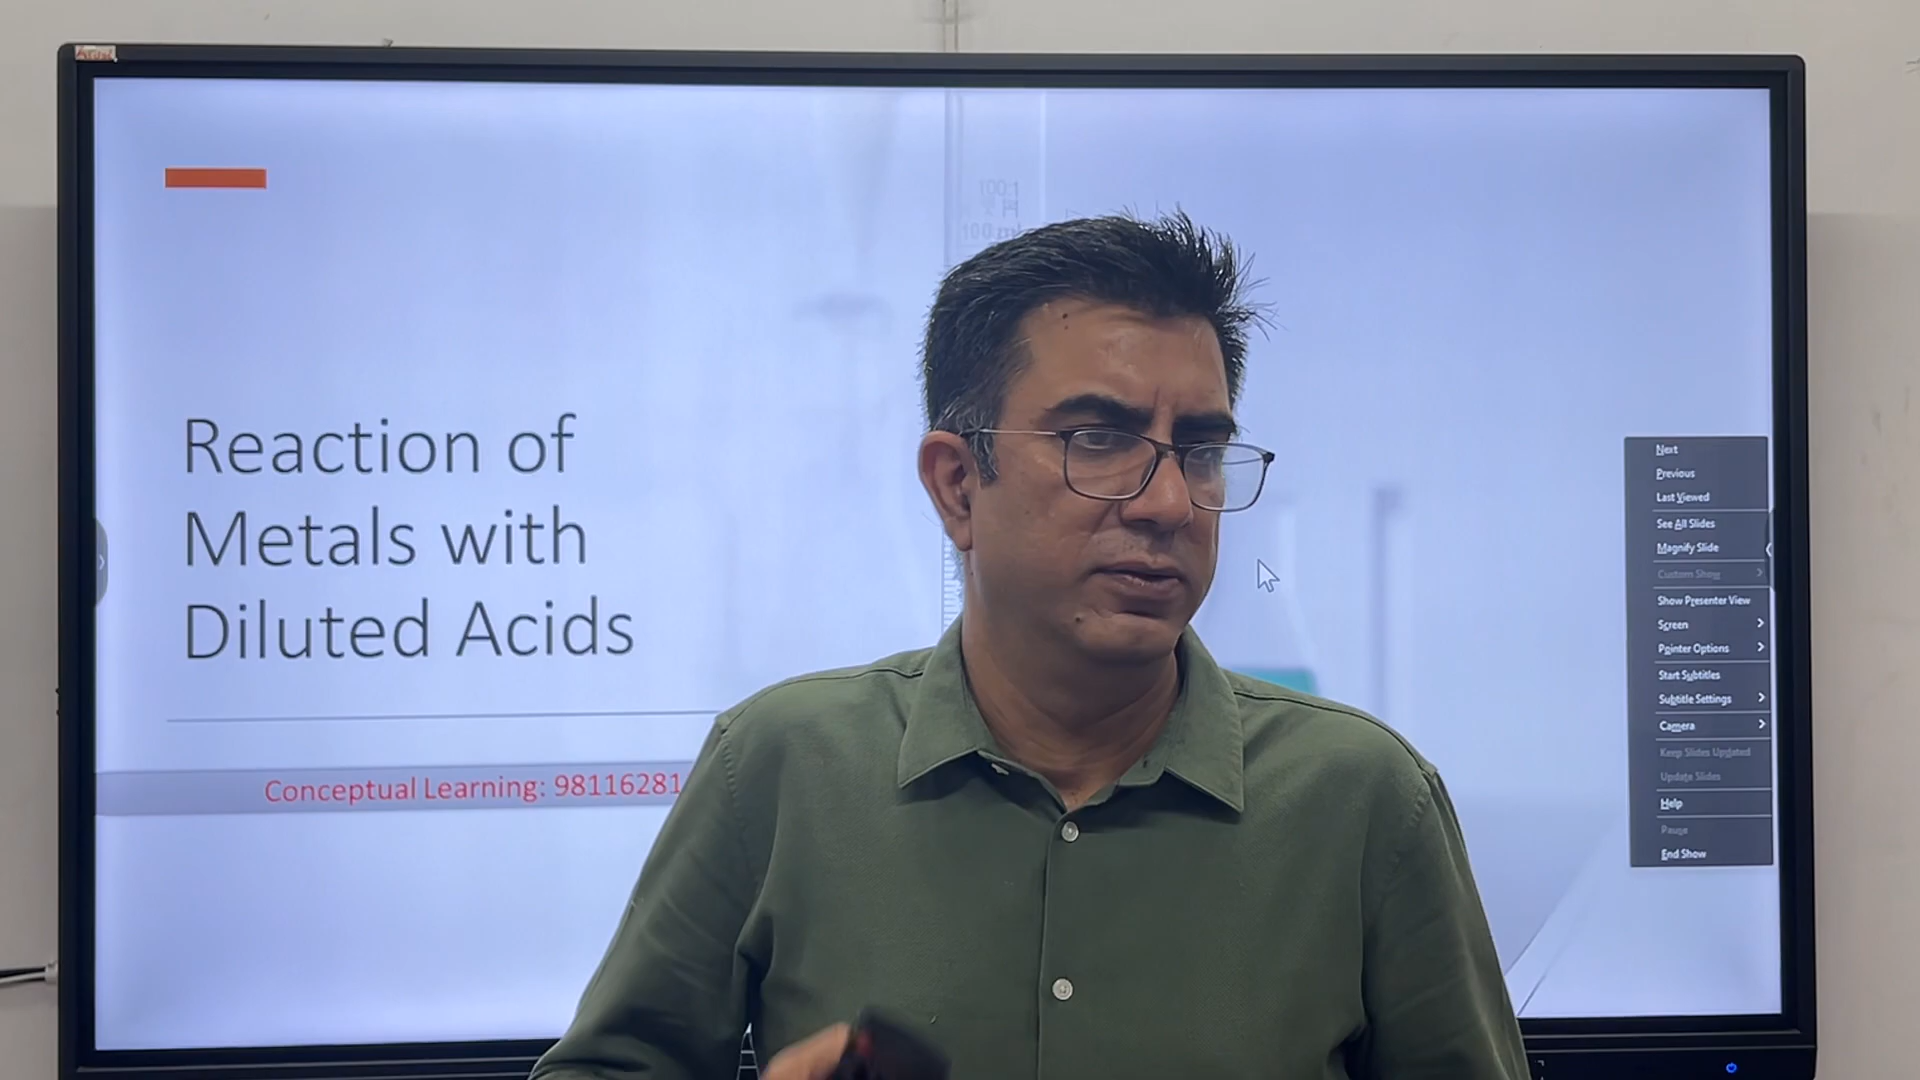 Reaction of
Metals with
Diluted Acids
Conceptual Learning: 98116281
Next
Previous
Last Viewed
See All Slides
Magnify Slide
Custom Show
Show Presenter View
Screen
Pointer Options
Start Subtitles
Subtitle Settings
Camera
Keep Slides Updated
Update Slides
Help
Pause
End Show